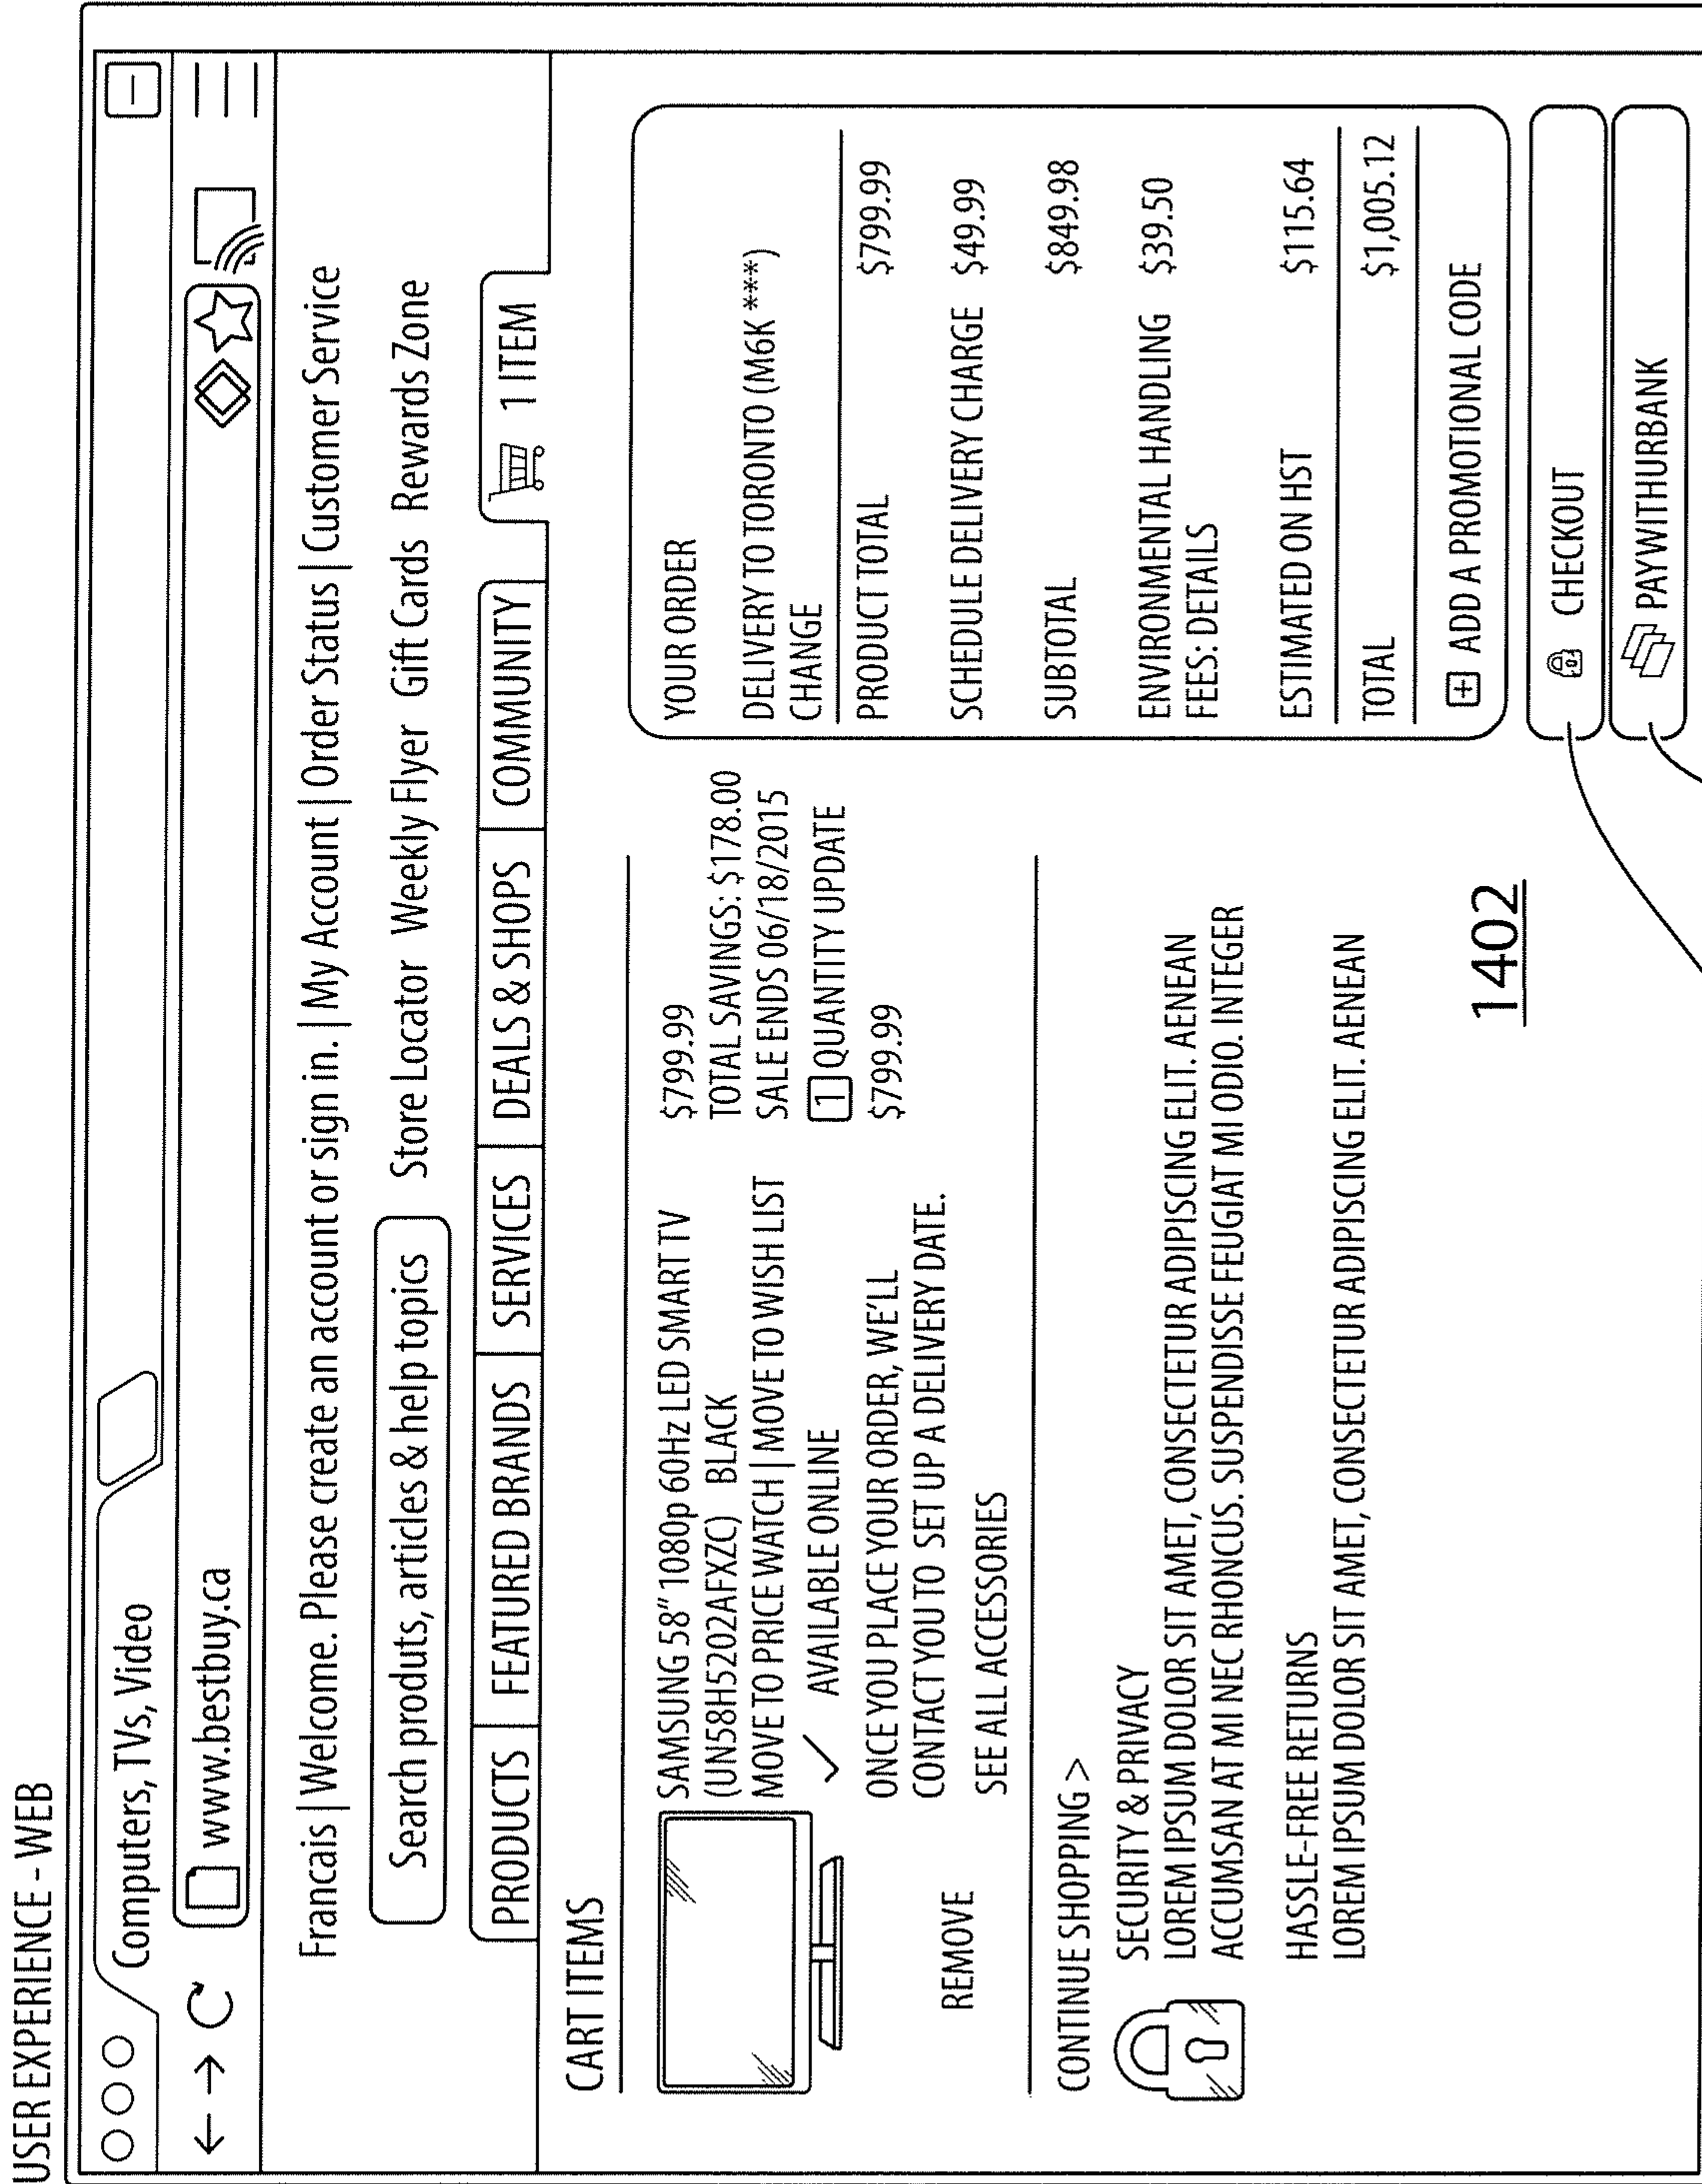 USER EXPERIENCE - WEB
Computers, TVs, Video
www.bestbuy.ca
Francais | Welcome. Please create an account or sign in. | My Account | Order Status | Customer Service
Search produts, articles & help topics Store Locator Weekly Flyer Gift Cards Rewards Zone
PRODUCTS FEATURED BRANDS SERVICES DEALS & SHOPS COMMUNITY 1 ITEM
CART ITEMS
SAMSUNG 58" 1080p 60Hz LED SMART TV
(UN58H5202AFXZC) BLACK
MOVE TO PRICE WATCH | MOVE TO WISH LIST
AVAILABLE ONLINE
ONCE YOU PLACE YOUR ORDER, WE'LL
CONTACT YOU TO SET UP A DELIVERY DATE.
SEE ALL ACCESSORIES
REMOVE
$799.99
TOTAL SAVINGS: $178.00
SALE ENDS 06/18/2015
1 QUANTITY UPDATE
$799.99
CONTINUE SHOPPING >
SECURITY & PRIVACY
LOREM IPSUM DOLOR SIT AMET, CONSECTETUR ADIPISCING ELIT. AENEAN
ACCUMSAN AT MI NEC RHONCUS. SUSPENDISSE FEUGIAT MI ODIO. INTEGER
HASSLE-FREE RETURNS
LOREM IPSUM DOLOR SIT AMET, CONSECTETUR ADIPISCING ELIT. AENEAN
YOUR ORDER
DELIVERY TO TORONTO (M6K ***)
CHANGE
PRODUCT TOTAL $799.99
SCHEDULE DELIVERY CHARGE $49.99
SUBTOTAL $849.98
ENVIRONMENTAL HANDLING $39.50
FEES: DETAILS
ESTIMATED ON HST $115.64
TOTAL $1,005.12
+ ADD A PROMOTIONAL CODE
CHECKOUT
PAYWITHURBANK
1402